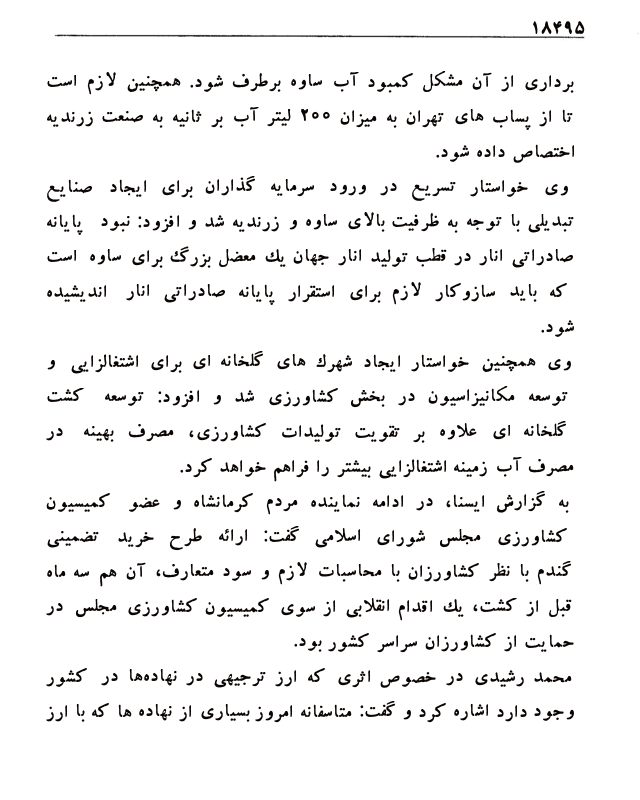 ۱۸۴۹۵
برداری از آن مشکل کمبود آب ساوه برطرف شود. همچنین لازم است
تا از پساب های تهران به میزان ۲۰۰ لیتر آب بر ثانیه به صنعت زرندیه
اختصاص داده شود.
وی خواستار تسریع در ورود سرمایه گذاران برای ایجاد صنایع
تبدیلی با توجه به ظرفیت بالای ساوه و زرندیه شد و افزود: نبود پایانه
صادراتی انار در قطب تولید انار جهان یك معضل بزرگ برای ساوه است
که باید سازوکار لازم برای استقرار پایانه صادراتی انار اندیشیده
شود.
وی همچنین خواستار ایجاد شهرك های گلخانه ای برای اشتغالزایی و
توسعه مکانیزاسیون در بخش کشاورزی شد و افزود: توسعه کشت
گلخانه ای علاوه بر تقویت تولیدات کشاورزی، مصرف بهینه در
مصرف آب زمینه اشتغالزایی بیشتر را فراهم خواهد کرد.
به گزارش ایسنا، در ادامه نماینده مردم کرمانشاه و عضو کمیسیون
کشاورزی مجلس شورای اسلامی گفت: ارائه طرح خرید تضمینی
گندم با نظر کشاورزان با محاسبات لازم و سود متعارف، آن هم سه ماه
قبل از کشت، یك اقدام انقلابی از سوی کمیسیون کشاورزی مجلس در
حمایت از کشاورزان سراسر کشور بود.
محمد رشیدی در خصوص اثری که ارز ترجیهی در نهاده‌ها در کشور
وجود دارد اشاره کرد و گفت: متاسفانه امروز بسیاری از نهاده ها که با ارز